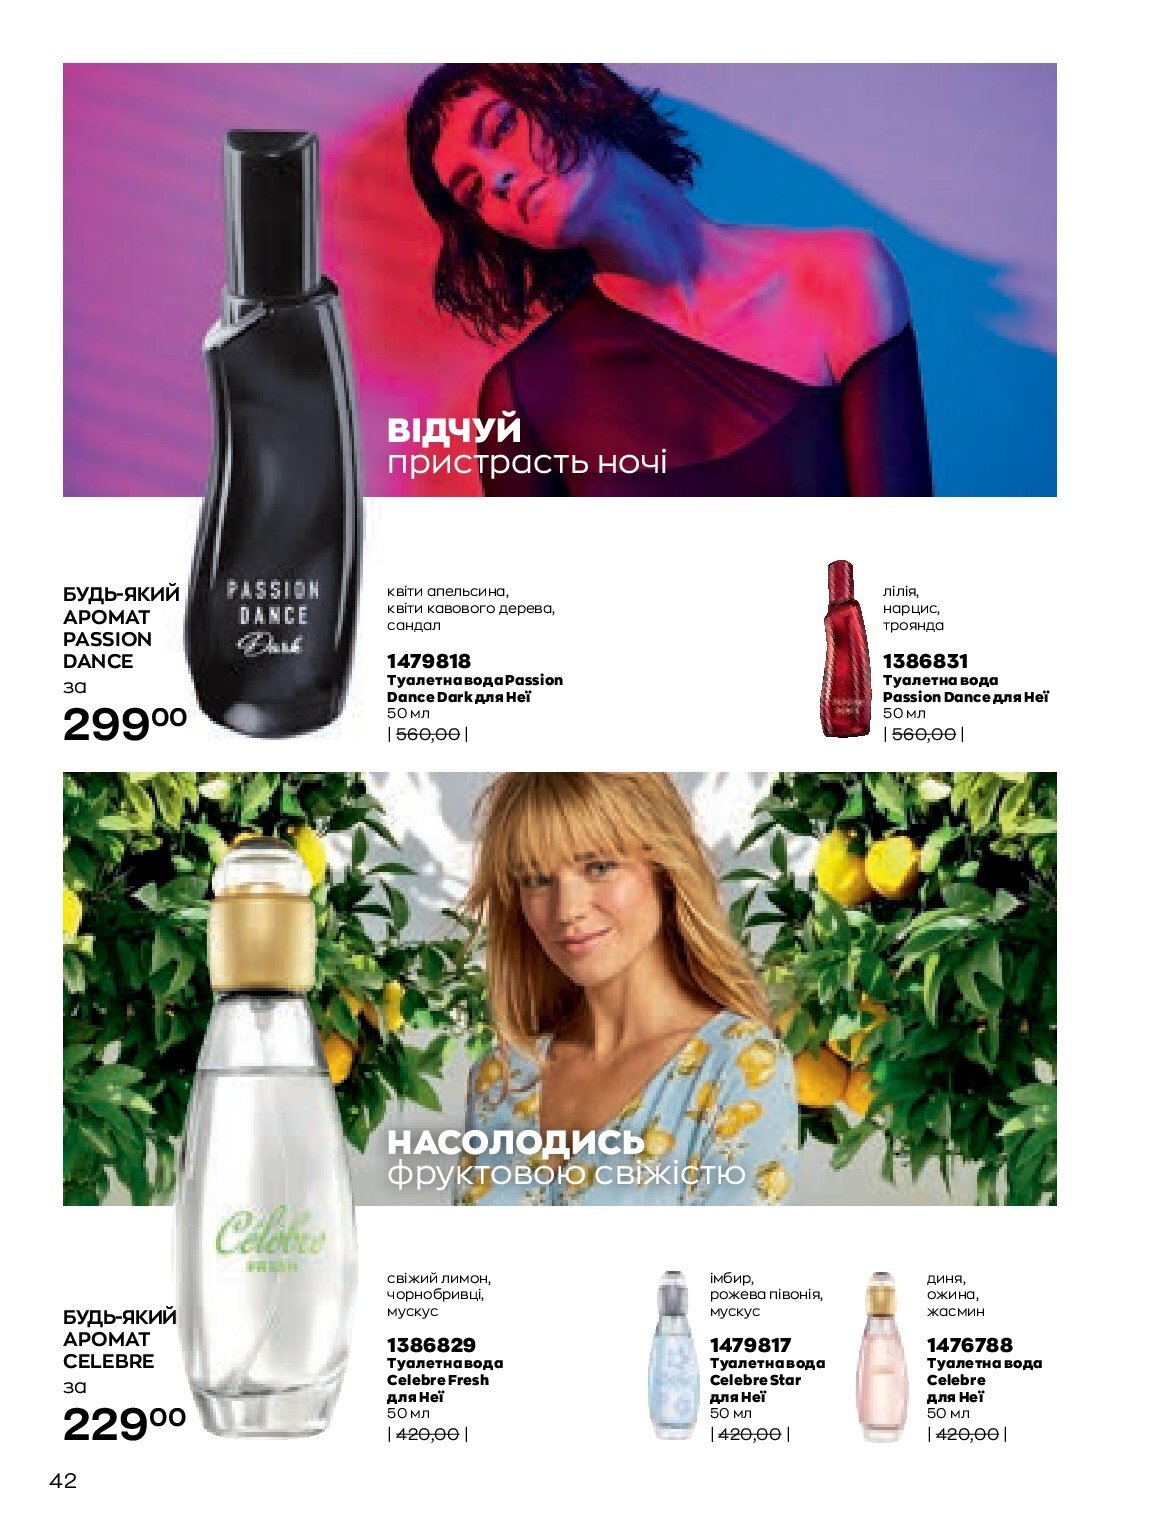 ВІДЧУЙ
пристрасть ночі
PASSION
DANCE
Dark
БУДЬ-ЯКИЙ
АРОМАТ
PASSION
DANCE
за
299⁰⁰
квіти апельсина,
квіти кавового дерева,
сандал
1479818
Туалетна вода Passion
Dance Dark для Неї
50 мл
| 560,00 |
лілія,
нарцис,
троянда
1386831
Туалетна вода
Passion Dance для Неї
50 мл
| 560,00 |
НАСОЛОДИСЬ
фруктовою свіжістю
Célebre
FRESH
БУДЬ-ЯКИЙ
АРОМАТ
CELEBRE
за
229⁰⁰
свіжий лимон,
чорнобривці,
мускус
1386829
Туалетна вода
Celebre Fresh
для Неї
50 мл
| 420,00 |
імбир,
рожева півонія,
мускус
1479817
Туалетна вода
Celebre Star
для Неї
50 мл
| 420,00 |
диня,
ожина,
жасмин
1476788
Туалетна вода
Celebre
для Неї
50 мл
| 420,00 |
42